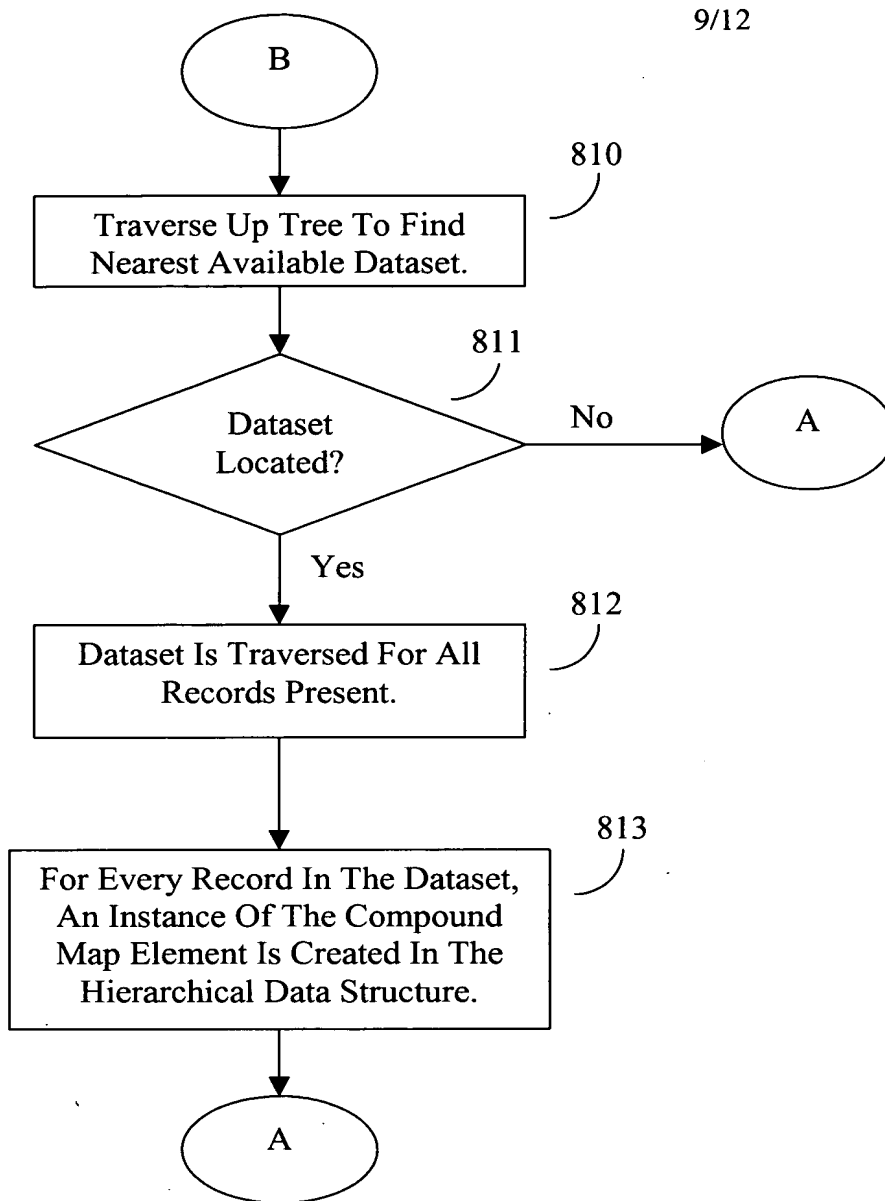 9/12
B
810
Traverse Up Tree To Find
Nearest Available Dataset.
811
Dataset
Located?
No
A
Yes
812
Dataset Is Traversed For All
Records Present.
813
For Every Record In The Dataset,
An Instance Of The Compound
Map Element Is Created In The
Hierarchical Data Structure.
A